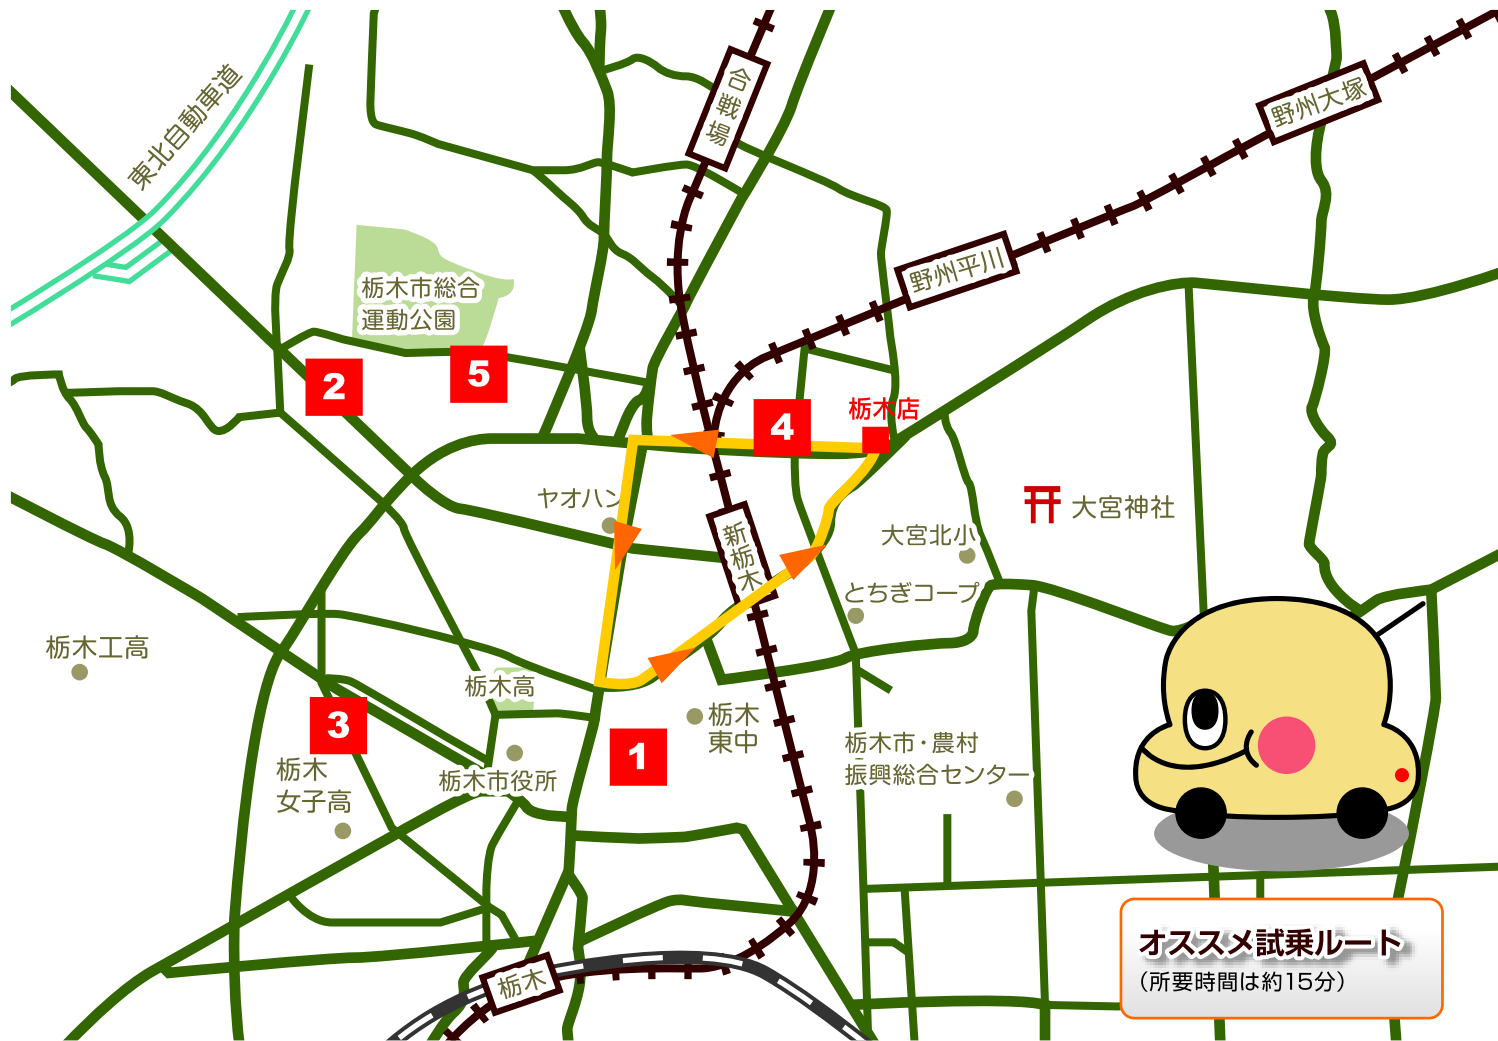 東北自動車道
合戦場
野州大塚
野州平川
栃木市総合
運動公園
2
5
4
栃木店
ヤオハン
新栃木
大宮北小
大宮神社
とちぎコープ
栃木工高
栃木高
3
1
栃木
東中
栃木市・農村
振興総合センター
栃木
女子高
栃木市役所
栃木
オススメ試乗ルート
（所要時間は約15分）